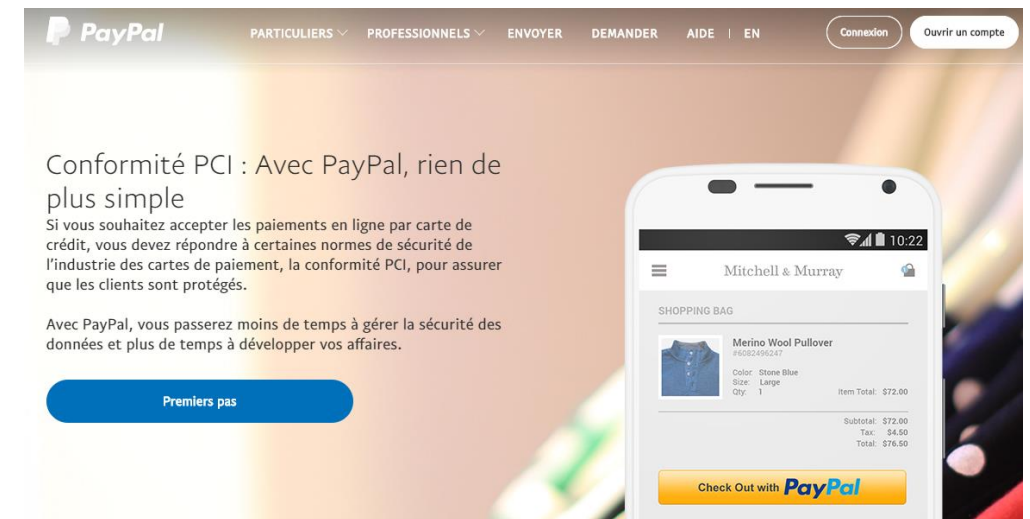 PayPal
PARTICULIERS PROFESSIONNELS ENVOYER DEMANDER AIDE | EN
Connexion
Ouvrir un compte
Conformité PCI : Avec PayPal, rien de
plus simple
Si vous souhaitez accepter les paiements en ligne par carte de
crédit, vous devez répondre à certaines normes de sécurité de
l'industrie des cartes de paiement, la conformité PCI, pour assurer
que les clients sont protégés.
Avec PayPal, vous passerez moins de temps à gérer la sécurité des
données et plus de temps à développer vos affaires.
Premiers pas
10:22
Mitchell & Murray
SHOPPING BAG
Merino Wool Pullover
#6082496247
Color: Stone Blue
Size: Large
Qty: 1
Item Total: $72.00
Subtotal: $72.00
Tax: $4.50
Total: $76.50
Check Out with PayPal